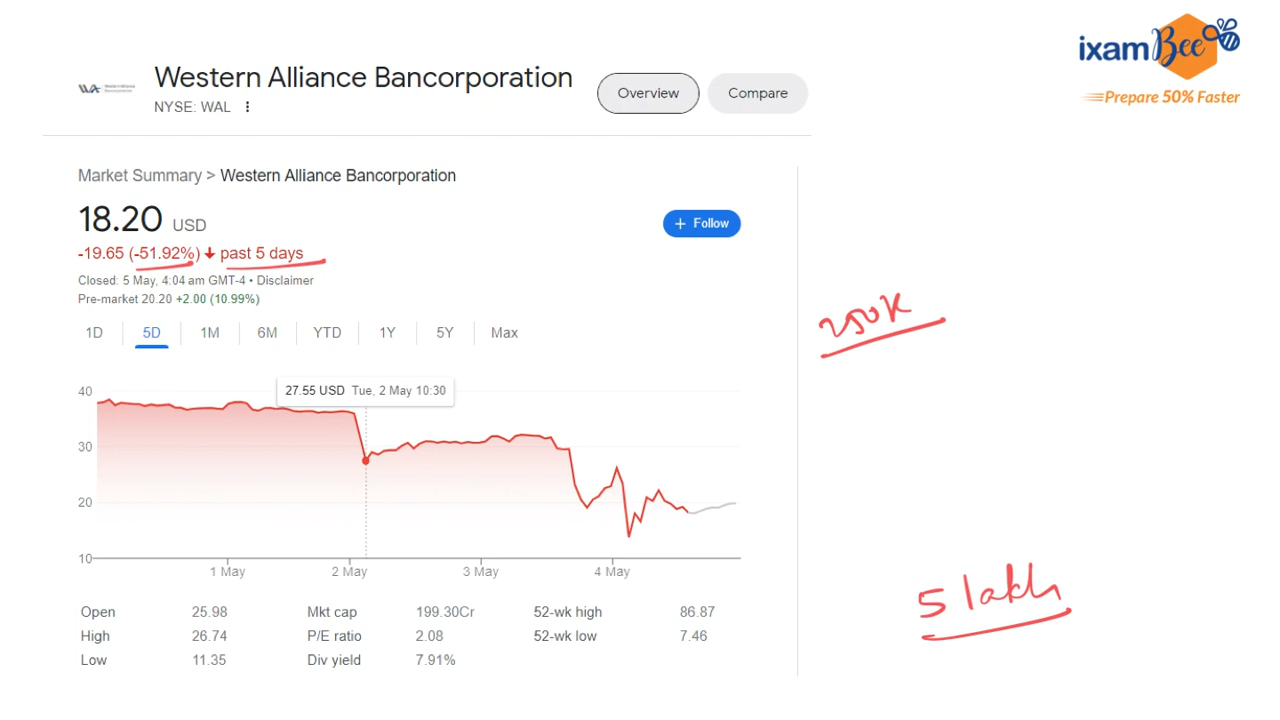 ixamBee
Prepare 50% Faster
Western Alliance Bancorporation
NYSE: WAL
Overview
Compare
Market Summary > Western Alliance Bancorporation
18.20 USD
+ Follow
-19.65 (-51.92%) ↓ past 5 days
Closed: 5 May, 4:04 am GMT-4 • Disclaimer
Pre-market 20.20 +2.00 (10.99%)
1D 5D 1M 6M YTD 1Y 5Y Max
250K
27.55 USD Tue, 2 May 10:30
40
30
20
10
1 May 2 May 3 May 4 May
5 lakh
Open 25.98 Mkt cap 199.30Cr 52-wk high 86.87
High 26.74 P/E ratio 2.08 52-wk low 7.46
Low 11.35 Div yield 7.91%